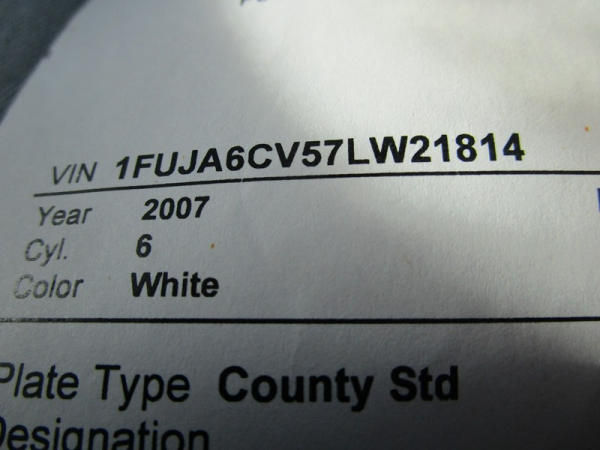 VIN 1FUJA6CV57LW21814
Year 2007
Cyl. 6
Color White
Plate Type County Std
Designation